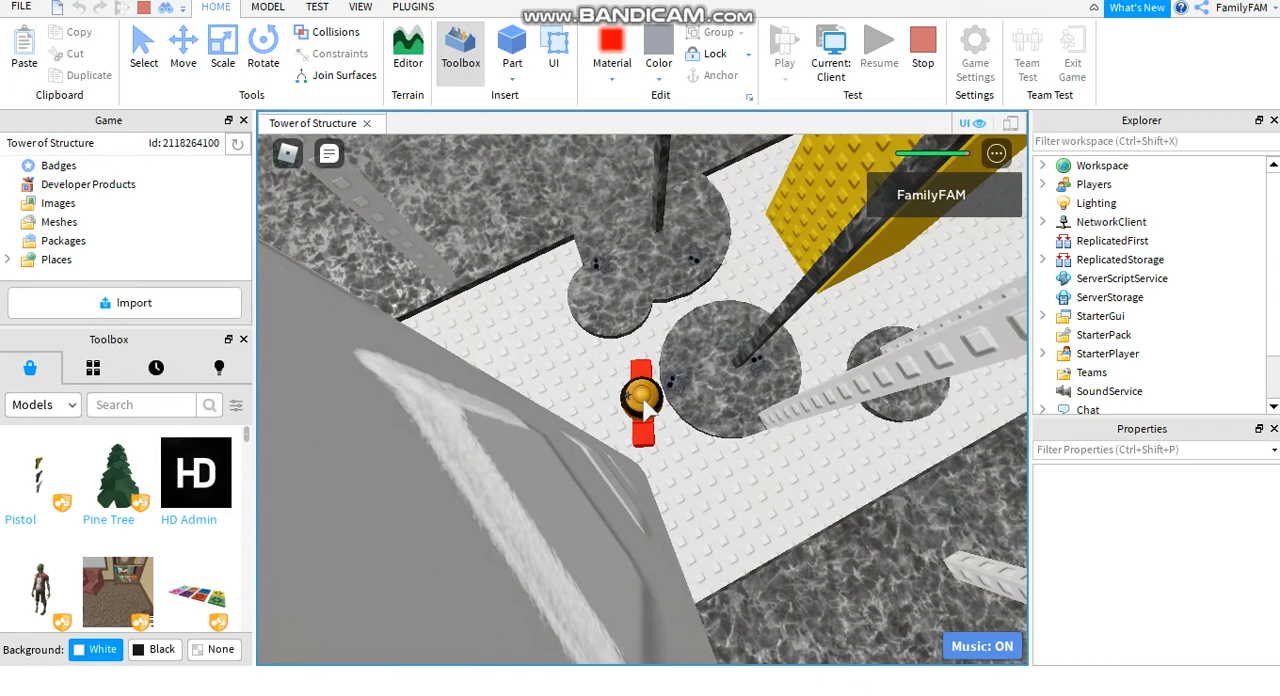 www.BANDICAM.com
FILE HOME MODEL TEST VIEW PLUGINS What's New FamilyFAM
Paste Copy Cut Duplicate Select Move Scale Rotate Collisions Constraints Join Surfaces Editor Toolbox Part UI Material Color Group Lock Anchor Play Current: Client Resume Stop Game Settings Team Test Exit Game
Clipboard Tools Terrain Insert Edit Test Settings Team Test
Game
Tower of Structure Id: 2118264100
Badges
Developer Products
Images
Meshes
Packages
Places
Import
Toolbox
Models Search
Pistol Pine Tree HD HD Admin
Background: White Black None
Tower of Structure UI
FamilyFAM
Music: ON
Explorer
Filter workspace (Ctrl+Shift+X)
Workspace
Players
Lighting
NetworkClient
ReplicatedFirst
ReplicatedStorage
ServerScriptService
ServerStorage
StarterGui
StarterPack
StarterPlayer
Teams
SoundService
Chat
Properties
Filter Properties (Ctrl+Shift+P)